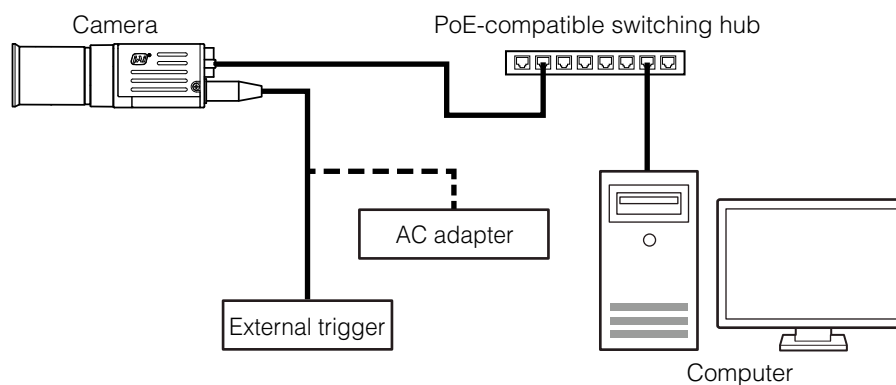 Camera
PoE-compatible switching hub
AC adapter
External trigger
Computer